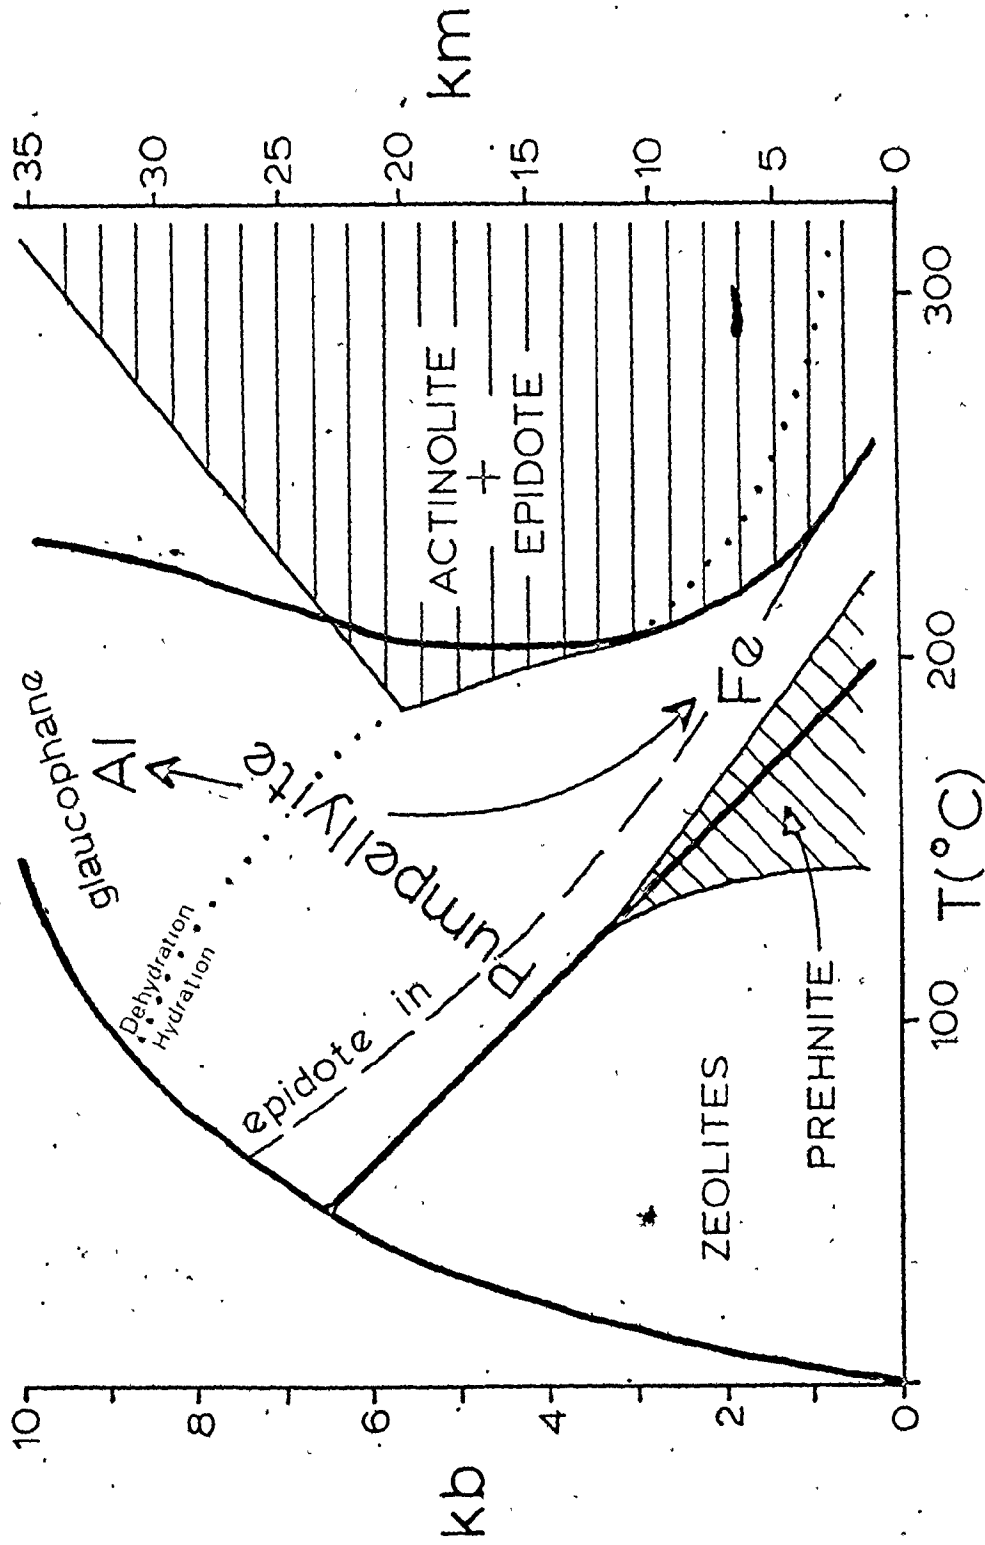 kb
10
8
6
4
2
0
glaucophane
Al
Dehydration
Hydration
Pumpellyite
epidote in
Fe
ACTINOLITE
+
EPIDOTE
ZEOLITES
PREHNITE
100
200
300
T(°C)
km
35
30
25
20
15
10
5
0